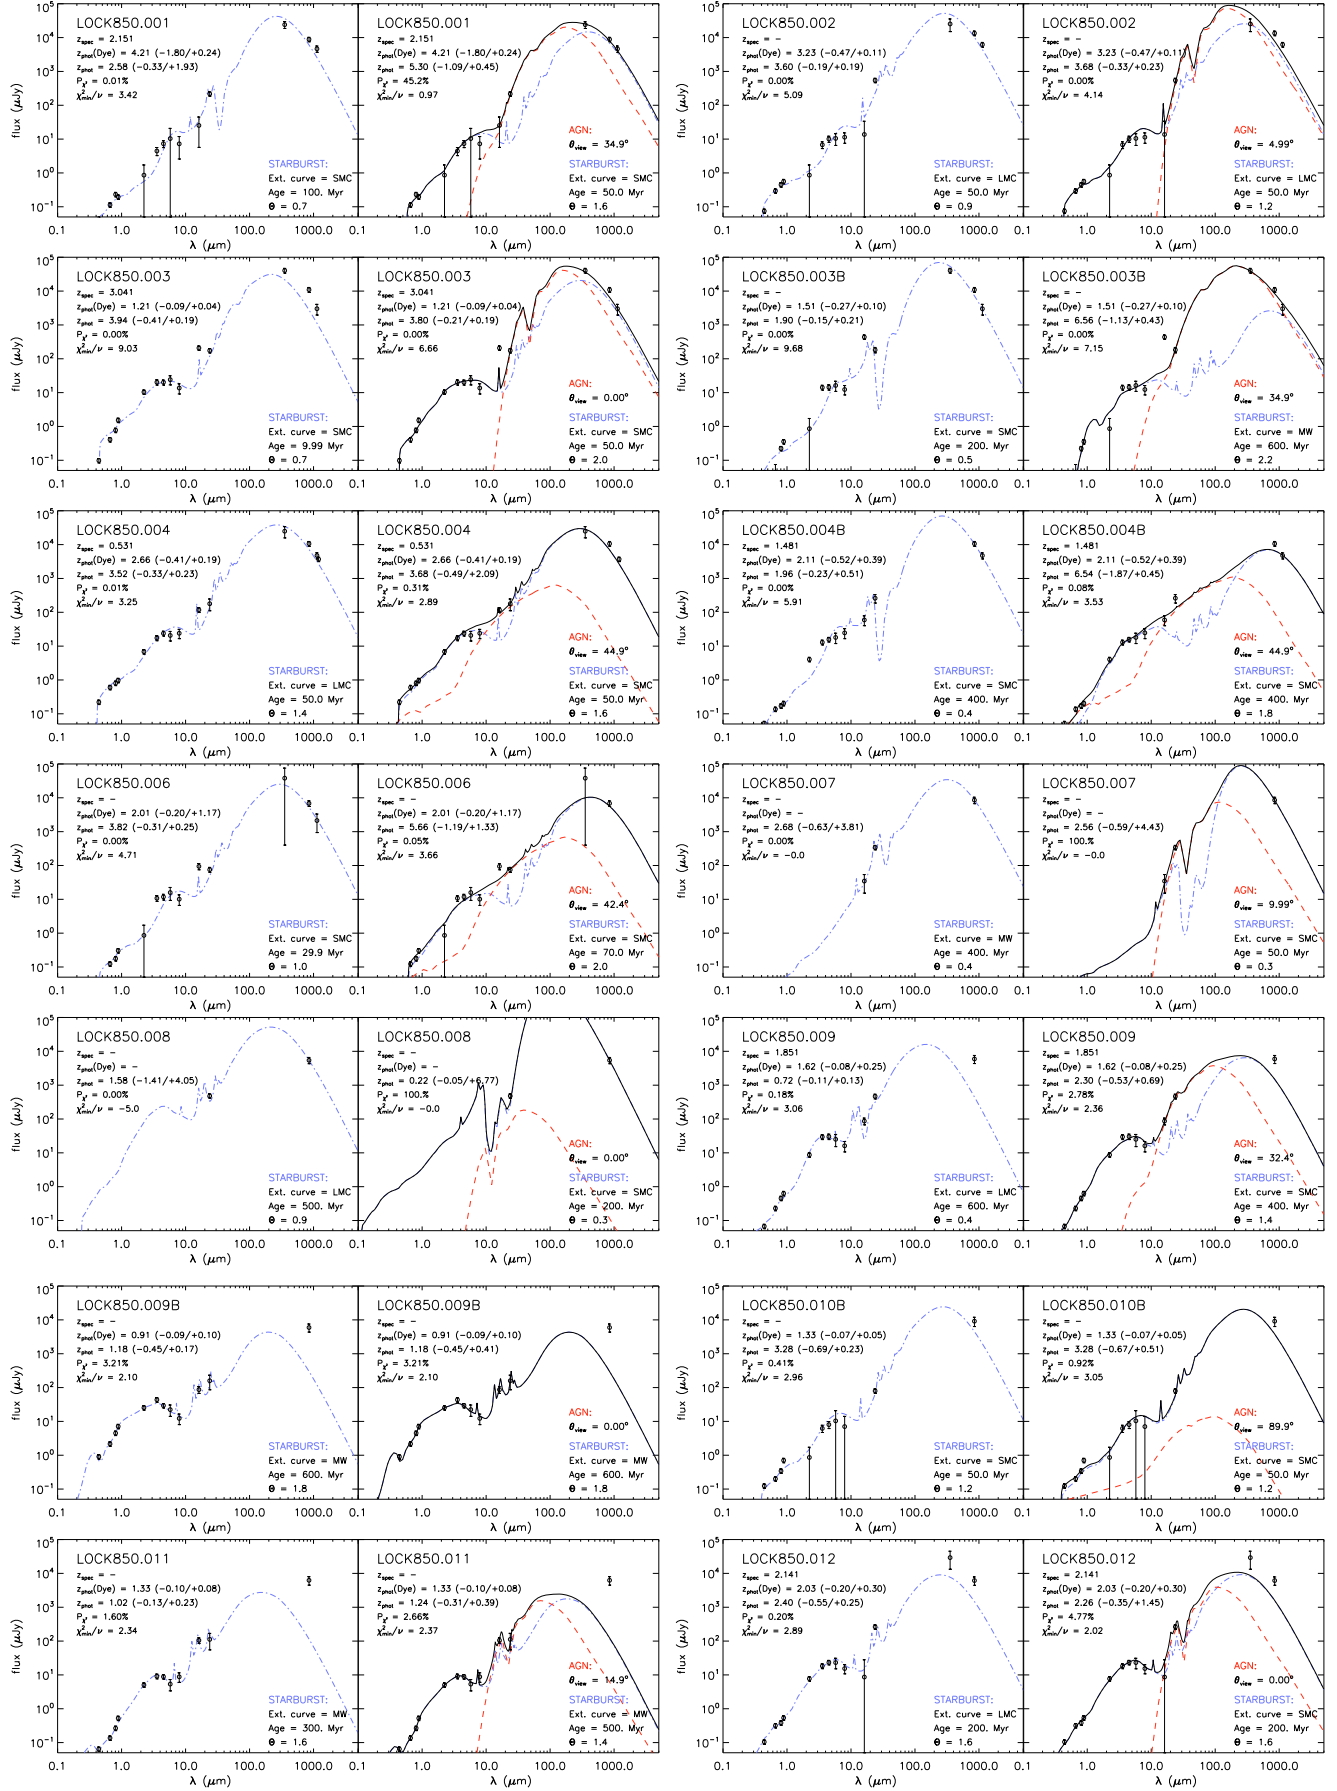 LOCK850.001
z_spec = 2.151
z_phot(Dye) = 4.21 (-1.80/+0.24)
z_phot = 2.58 (-0.33/+1.93)
P_χ² = 0.01%
χ²_min/ν = 3.42
STARBURST:
Ext. curve = SMC
Age = 100. Myr
Θ = 0.7
LOCK850.001
z_spec = 2.151
z_phot(Dye) = 4.21 (-1.80/+0.24)
z_phot = 5.30 (-1.09/+0.45)
P_χ² = 45.2%
χ²_min/ν = 0.97
AGN:
θ_view = 34.9°
STARBURST:
Ext. curve = SMC
Age = 50.0 Myr
Θ = 1.6
LOCK850.002
z_spec = -
z_phot(Dye) = 3.23 (-0.47/+0.11)
z_phot = 3.60 (-0.19/+0.19)
P_χ² = 0.00%
χ²_min/ν = 5.09
STARBURST:
Ext. curve = LMC
Age = 50.0 Myr
Θ = 0.9
LOCK850.002
z_spec = -
z_phot(Dye) = 3.23 (-0.47/+0.11)
z_phot = 3.68 (-0.33/+0.23)
P_χ² = 0.00%
χ²_min/ν = 4.14
AGN:
θ_view = 4.99°
STARBURST:
Ext. curve = LMC
Age = 50.0 Myr
Θ = 1.2
flux (μJy)
λ (μm)
LOCK850.003
z_spec = 3.041
z_phot(Dye) = 1.21 (-0.09/+0.04)
z_phot = 3.94 (-0.41/+0.19)
P_χ² = 0.00%
χ²_min/ν = 9.03
STARBURST:
Ext. curve = SMC
Age = 9.99 Myr
Θ = 0.7
LOCK850.003
z_spec = 3.041
z_phot(Dye) = 1.21 (-0.09/+0.04)
z_phot = 3.80 (-0.21/+0.19)
P_χ² = 0.00%
χ²_min/ν = 6.66
AGN:
θ_view = 0.00°
STARBURST:
Ext. curve = SMC
Age = 50.0 Myr
Θ = 2.0
LOCK850.003B
z_spec = -
z_phot(Dye) = 1.51 (-0.27/+0.10)
z_phot = 1.90 (-0.15/+0.21)
P_χ² = 0.00%
χ²_min/ν = 9.68
STARBURST:
Ext. curve = SMC
Age = 200. Myr
Θ = 0.5
LOCK850.003B
z_spec = -
z_phot(Dye) = 1.51 (-0.27/+0.10)
z_phot = 6.56 (-1.13/+0.43)
P_χ² = 0.00%
χ²_min/ν = 7.15
AGN:
θ_view = 34.9°
STARBURST:
Ext. curve = MW
Age = 600. Myr
Θ = 2.2
LOCK850.004
z_spec = 0.531
z_phot(Dye) = 2.66 (-0.41/+0.19)
z_phot = 3.52 (-0.33/+0.23)
P_χ² = 0.01%
χ²_min/ν = 3.25
STARBURST:
Ext. curve = LMC
Age = 50.0 Myr
Θ = 1.4
LOCK850.004
z_spec = 0.531
z_phot(Dye) = 2.66 (-0.41/+0.19)
z_phot = 3.68 (-0.49/+2.09)
P_χ² = 0.31%
χ²_min/ν = 2.89
AGN:
θ_view = 44.9°
STARBURST:
Ext. curve = SMC
Age = 50.0 Myr
Θ = 1.6
LOCK850.004B
z_spec = 1.481
z_phot(Dye) = 2.11 (-0.52/+0.39)
z_phot = 1.96 (-0.23/+0.51)
P_χ² = 0.00%
χ²_min/ν = 5.91
STARBURST:
Ext. curve = SMC
Age = 400. Myr
Θ = 0.4
LOCK850.004B
z_spec = 1.481
z_phot(Dye) = 2.11 (-0.52/+0.39)
z_phot = 6.54 (-1.87/+0.45)
P_χ² = 0.08%
χ²_min/ν = 3.53
AGN:
θ_view = 44.9°
STARBURST:
Ext. curve = SMC
Age = 400. Myr
Θ = 1.8
LOCK850.006
z_spec = -
z_phot(Dye) = 2.01 (-0.20/+1.17)
z_phot = 3.82 (-0.31/+0.25)
P_χ² = 0.00%
χ²_min/ν = 4.71
STARBURST:
Ext. curve = SMC
Age = 29.9 Myr
Θ = 1.0
LOCK850.006
z_spec = -
z_phot(Dye) = 2.01 (-0.20/+1.17)
z_phot = 5.66 (-1.19/+1.33)
P_χ² = 0.05%
χ²_min/ν = 3.66
AGN:
θ_view = 42.4°
STARBURST:
Ext. curve = SMC
Age = 70.0 Myr
Θ = 2.0
LOCK850.007
z_spec = -
z_phot(Dye) = -
z_phot = 2.68 (-0.63/+3.81)
P_χ² = 0.00%
χ²_min/ν = -0.0
STARBURST:
Ext. curve = MW
Age = 400. Myr
Θ = 0.4
LOCK850.007
z_spec = -
z_phot(Dye) = -
z_phot = 2.56 (-0.59/+4.43)
P_χ² = 100.%
χ²_min/ν = -0.0
AGN:
θ_view = 9.99°
STARBURST:
Ext. curve = SMC
Age = 50.0 Myr
Θ = 0.3
LOCK850.008
z_spec = -
z_phot(Dye) = -
z_phot = 1.58 (-1.41/+4.05)
P_χ² = 0.00%
χ²_min/ν = -5.0
STARBURST:
Ext. curve = LMC
Age = 500. Myr
Θ = 0.9
LOCK850.008
z_spec = -
z_phot(Dye) = -
z_phot = 0.22 (-0.05/+6.77)
P_χ² = 100.%
χ²_min/ν = -0.0
AGN:
θ_view = 0.00°
STARBURST:
Ext. curve = SMC
Age = 200. Myr
Θ = 0.3
LOCK850.009
z_spec = 1.851
z_phot(Dye) = 1.62 (-0.08/+0.25)
z_phot = 0.72 (-0.11/+0.13)
P_χ² = 0.18%
χ²_min/ν = 3.06
STARBURST:
Ext. curve = LMC
Age = 600. Myr
Θ = 0.4
LOCK850.009
z_spec = 1.851
z_phot(Dye) = 1.62 (-0.08/+0.25)
z_phot = 2.30 (-0.53/+0.69)
P_χ² = 2.78%
χ²_min/ν = 2.36
AGN:
θ_view = 32.4°
STARBURST:
Ext. curve = SMC
Age = 400. Myr
Θ = 1.4
LOCK850.009B
z_spec = -
z_phot(Dye) = 0.91 (-0.09/+0.10)
z_phot = 1.18 (-0.45/+0.17)
P_χ² = 3.21%
χ²_min/ν = 2.10
STARBURST:
Ext. curve = MW
Age = 600. Myr
Θ = 1.8
LOCK850.009B
z_spec = -
z_phot(Dye) = 0.91 (-0.09/+0.10)
z_phot = 1.18 (-0.45/+0.41)
P_χ² = 3.21%
χ²_min/ν = 2.10
AGN:
θ_view = 0.00°
STARBURST:
Ext. curve = MW
Age = 600. Myr
Θ = 1.8
LOCK850.010B
z_spec = -
z_phot(Dye) = 1.33 (-0.07/+0.05)
z_phot = 3.28 (-0.69/+0.23)
P_χ² = 0.41%
χ²_min/ν = 2.96
STARBURST:
Ext. curve = SMC
Age = 50.0 Myr
Θ = 1.2
LOCK850.010B
z_spec = -
z_phot(Dye) = 1.33 (-0.07/+0.05)
z_phot = 3.28 (-0.67/+0.51)
P_χ² = 0.92%
χ²_min/ν = 3.05
AGN:
θ_view = 89.9°
STARBURST:
Ext. curve = SMC
Age = 50.0 Myr
Θ = 1.2
LOCK850.011
z_spec = -
z_phot(Dye) = 1.33 (-0.10/+0.08)
z_phot = 1.02 (-0.13/+0.23)
P_χ² = 1.60%
χ²_min/ν = 2.34
STARBURST:
Ext. curve = MW
Age = 300. Myr
Θ = 1.6
LOCK850.011
z_spec = -
z_phot(Dye) = 1.33 (-0.10/+0.08)
z_phot = 1.24 (-0.31/+0.39)
P_χ² = 2.66%
χ²_min/ν = 2.37
AGN:
θ_view = 14.9°
STARBURST:
Ext. curve = MW
Age = 500. Myr
Θ = 1.4
LOCK850.012
z_spec = 2.141
z_phot(Dye) = 2.03 (-0.20/+0.30)
z_phot = 2.40 (-0.55/+0.25)
P_χ² = 0.20%
χ²_min/ν = 2.89
STARBURST:
Ext. curve = LMC
Age = 200. Myr
Θ = 1.6
LOCK850.012
z_spec = 2.141
z_phot(Dye) = 2.03 (-0.20/+0.30)
z_phot = 2.26 (-0.35/+1.45)
P_χ² = 4.77%
χ²_min/ν = 2.02
AGN:
θ_view = 0.00°
STARBURST:
Ext. curve = SMC
Age = 200. Myr
Θ = 1.6
flux (μJy)
10⁵
10⁴
10³
10²
10¹
10⁰
10⁻¹
0.1 1.0 10.0 100.0 1000.0
λ (μm)